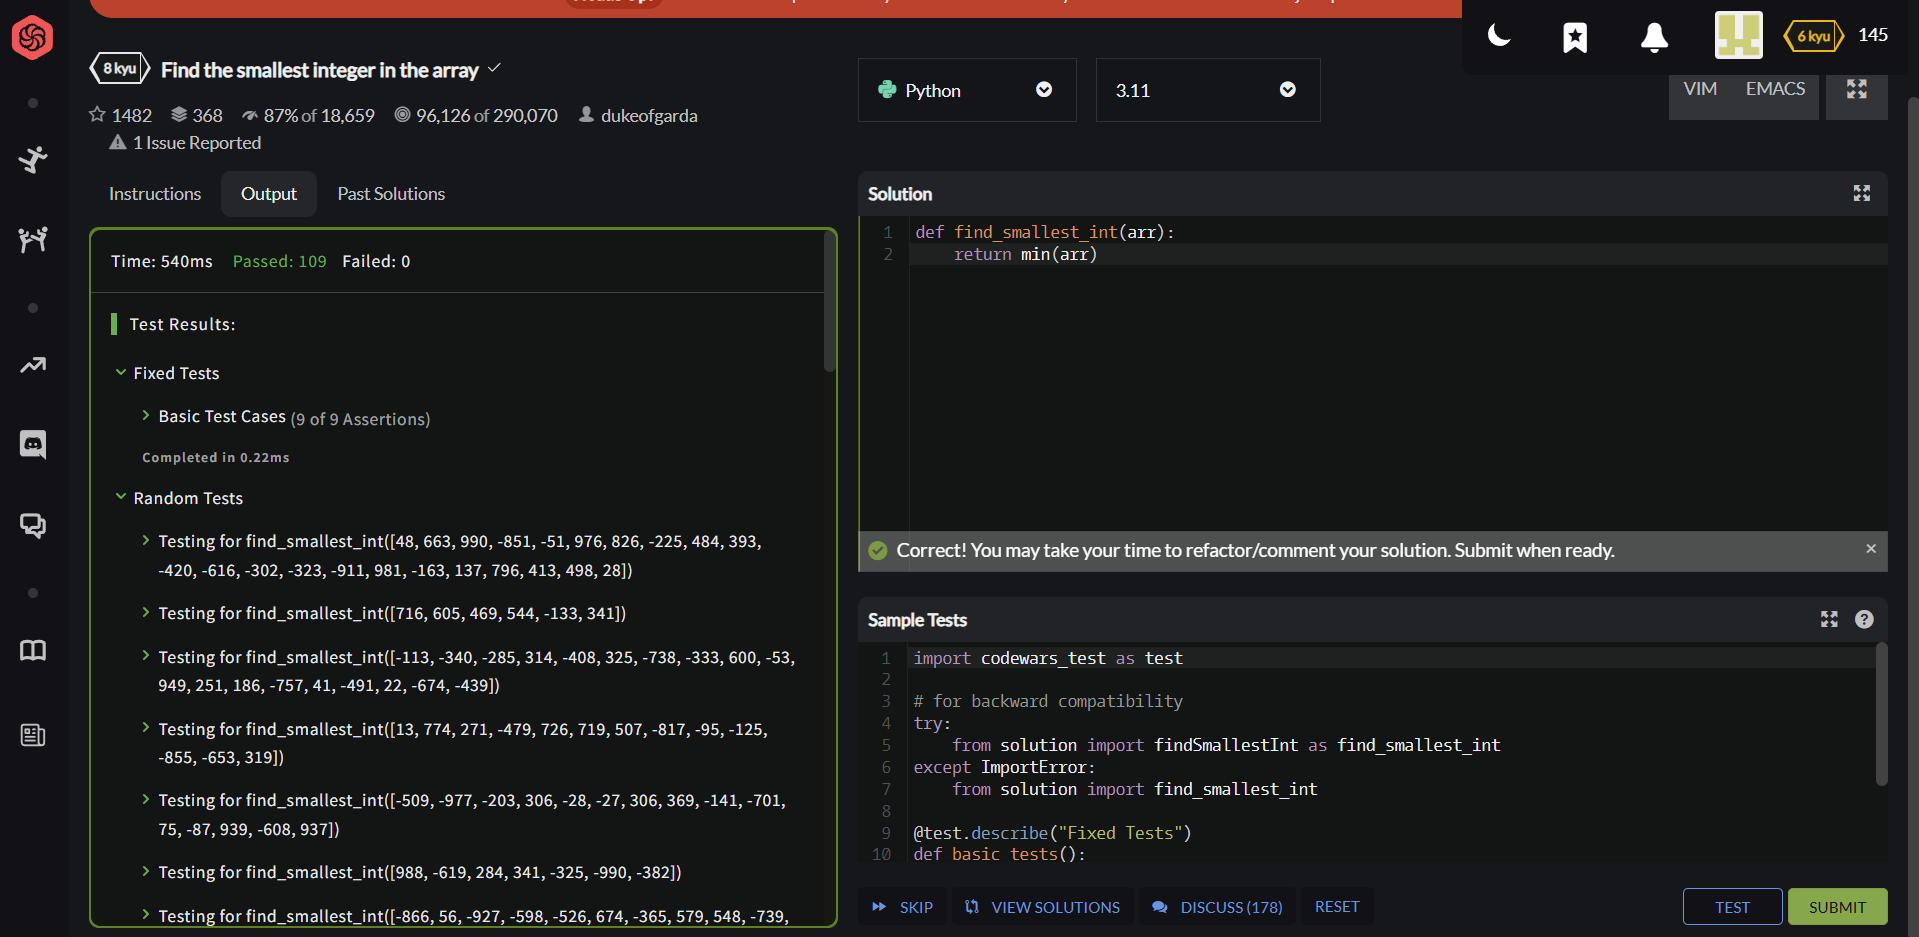 6 kyu 145
8 kyu Find the smallest integer in the array
1482 368 87% of 18,659 96,126 of 290,070 dukeofgarda
1 Issue Reported
Python
3.11
VIM EMACS
Instructions Output Past Solutions
Time: 540ms Passed: 109 Failed: 0
Test Results:
Fixed Tests
Basic Test Cases (9 of 9 Assertions)
Completed in 0.22ms
Random Tests
Testing for find_smallest_int([48, 663, 990, -851, -51, 976, 826, -225, 484, 393,
-420, -616, -302, -323, -911, 981, -163, 137, 796, 413, 498, 28])
Testing for find_smallest_int([716, 605, 469, 544, -133, 341])
Testing for find_smallest_int([-113, -340, -285, 314, -408, 325, -738, -333, 600, -53,
949, 251, 186, -757, 41, -491, 22, -674, -439])
Testing for find_smallest_int([13, 774, 271, -479, 726, 719, 507, -817, -95, -125,
-855, -653, 319])
Testing for find_smallest_int([-509, -977, -203, 306, -28, -27, 306, 369, -141, -701,
75, -87, 939, -608, 937])
Testing for find_smallest_int([988, -619, 284, 341, -325, -990, -382])
Testing for find_smallest_int([-866, 56, -927, -598, -526, 674, -365, 579, 548, -739,
Solution
1 def find_smallest_int(arr):
2     return min(arr)
Correct! You may take your time to refactor/comment your solution. Submit when ready.
Sample Tests
1 import codewars_test as test
2
3 # for backward compatibility
4 try:
5     from solution import findSmallestInt as find_smallest_int
6 except ImportError:
7     from solution import find_smallest_int
8
9 @test.describe("Fixed Tests")
10 def basic_tests():
SKIP VIEW SOLUTIONS DISCUSS (178) RESET TEST SUBMIT